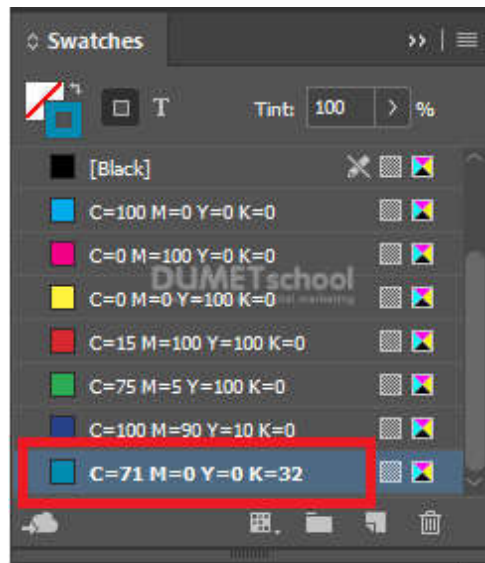 Swatches
T Tint: 100 %
[Black]
C=100 M=0 Y=0 K=0
C=0 M=100 Y=0 K=0
DUMETschool
C=0 M=0 Y=100 K=0
C=15 M=100 Y=100 K=0
C=75 M=5 Y=100 K=0
C=100 M=90 Y=10 K=0
C=71 M=0 Y=0 K=32